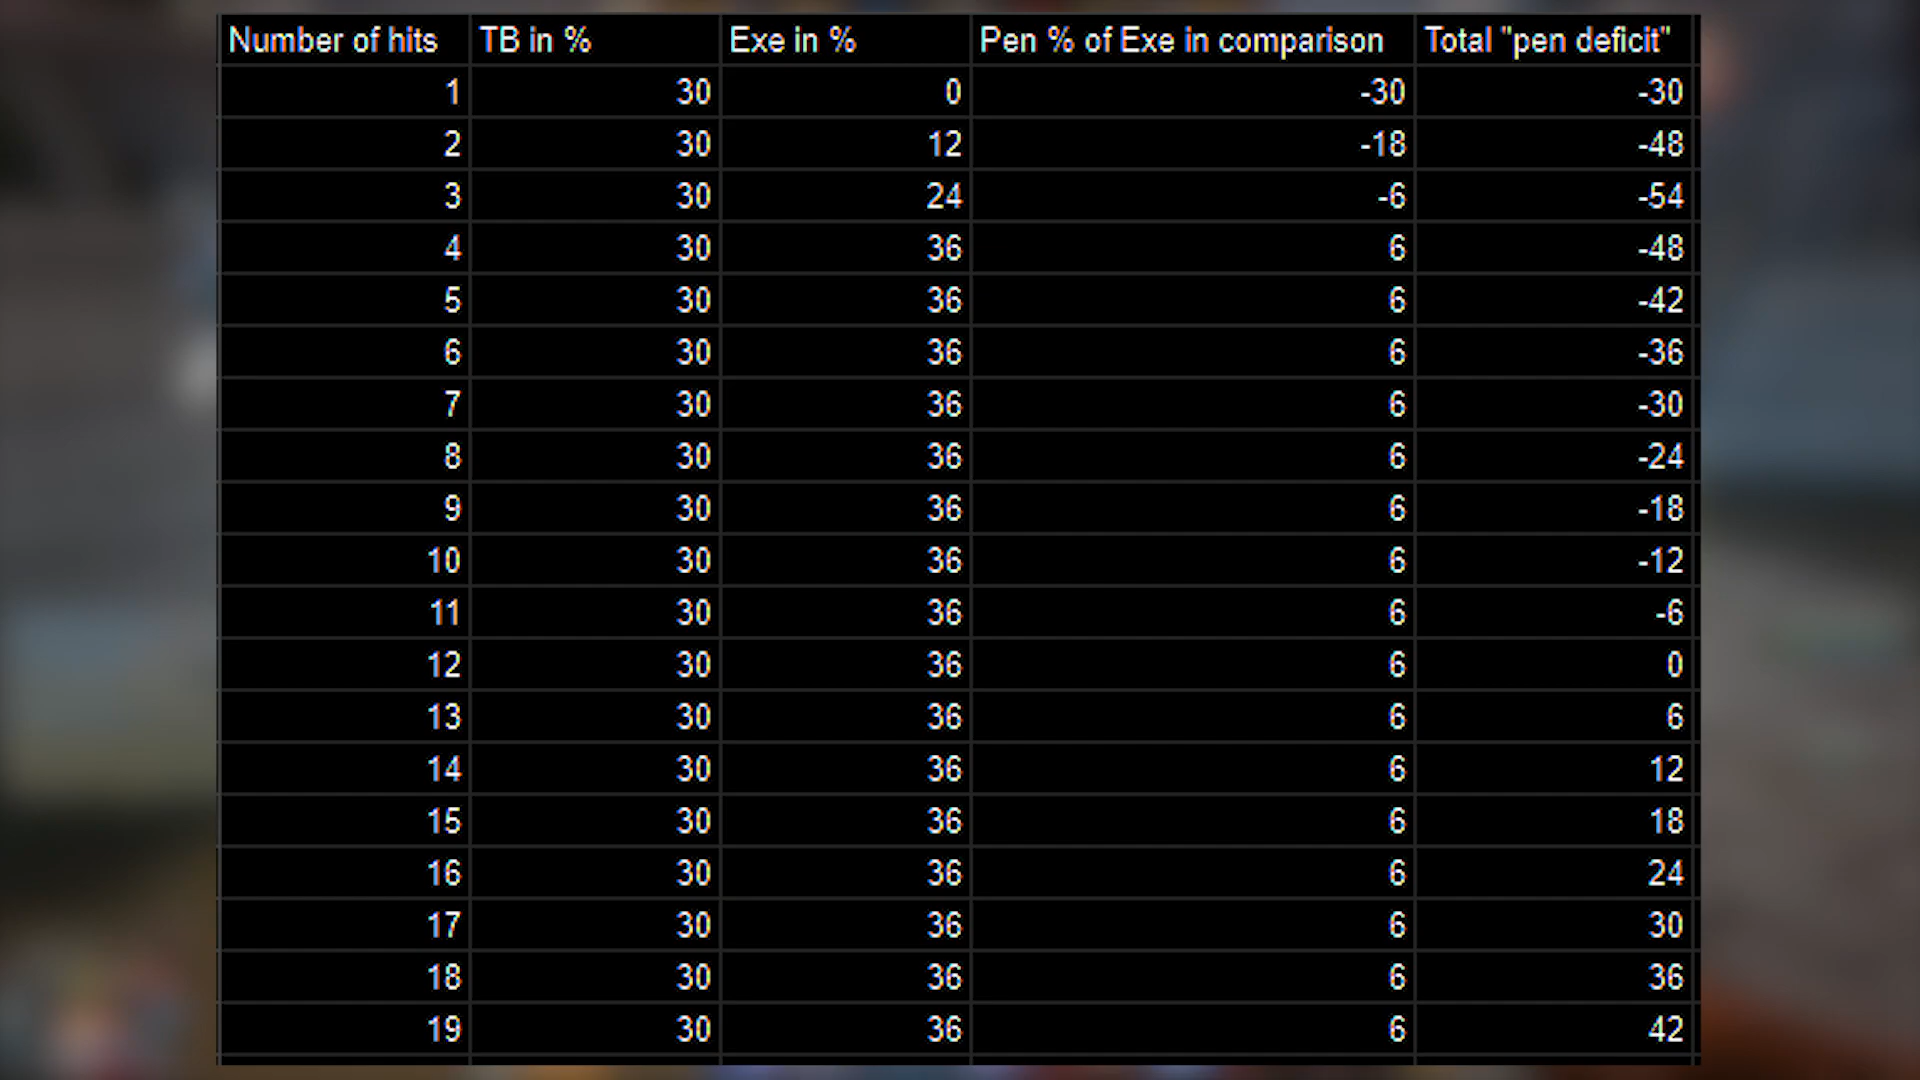 Number of hits TB in % Exe in % Pen % of Exe in comparison Total "pen deficit"
1 30 0 -30 -30
2 30 12 -18 -48
3 30 24 -6 -54
4 30 36 6 -48
5 30 36 6 -42
6 30 36 6 -36
7 30 36 6 -30
8 30 36 6 -24
9 30 36 6 -18
10 30 36 6 -12
11 30 36 6 -6
12 30 36 6 0
13 30 36 6 6
14 30 36 6 12
15 30 36 6 18
16 30 36 6 24
17 30 36 6 30
18 30 36 6 36
19 30 36 6 42